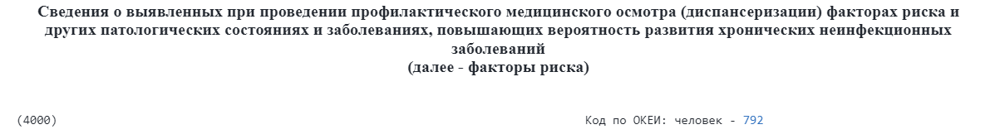 Сведения о выявленных при проведении профилактического медицинского осмотра (диспансеризации) факторах риска и
других патологических состояниях и заболеваниях, повышающих вероятность развития хронических неинфекционных
заболеваний
(далее - факторы риска)
(4000) Код по ОКЕИ: человек - 792